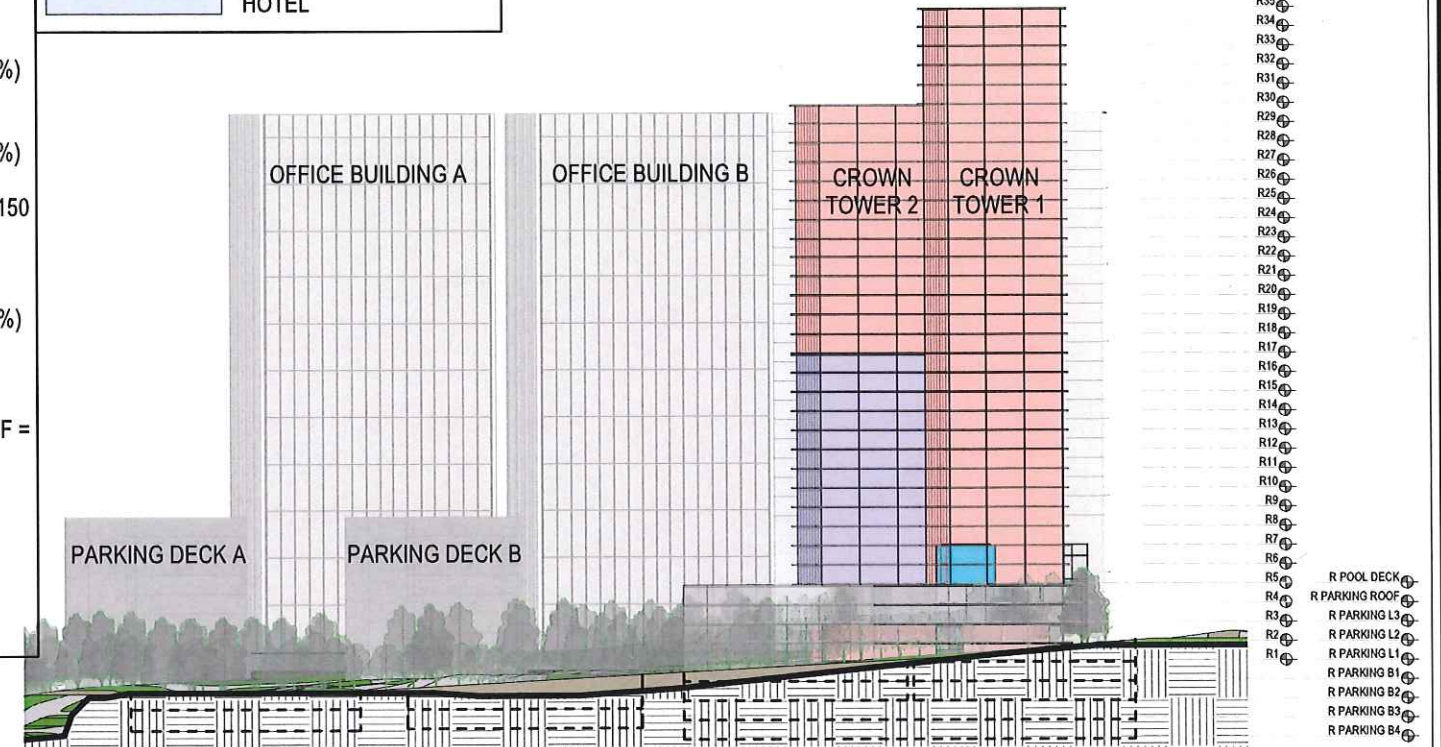 HOTEL
%)
%)
150
%)
F =
OFFICE BUILDING A
OFFICE BUILDING B
CROWN
TOWER 2
CROWN
TOWER 1
PARKING DECK A
PARKING DECK B
R35
R34
R33
R32
R31
R30
R29
R28
R27
R26
R25
R24
R23
R22
R21
R20
R19
R18
R17
R16
R15
R14
R13
R12
R11
R10
R9
R8
R7
R6
R5
R4
R3
R2
R1
R POOL DECK
R PARKING ROOF
R PARKING L3
R PARKING L2
R PARKING L1
R PARKING B1
R PARKING B2
R PARKING B3
R PARKING B4